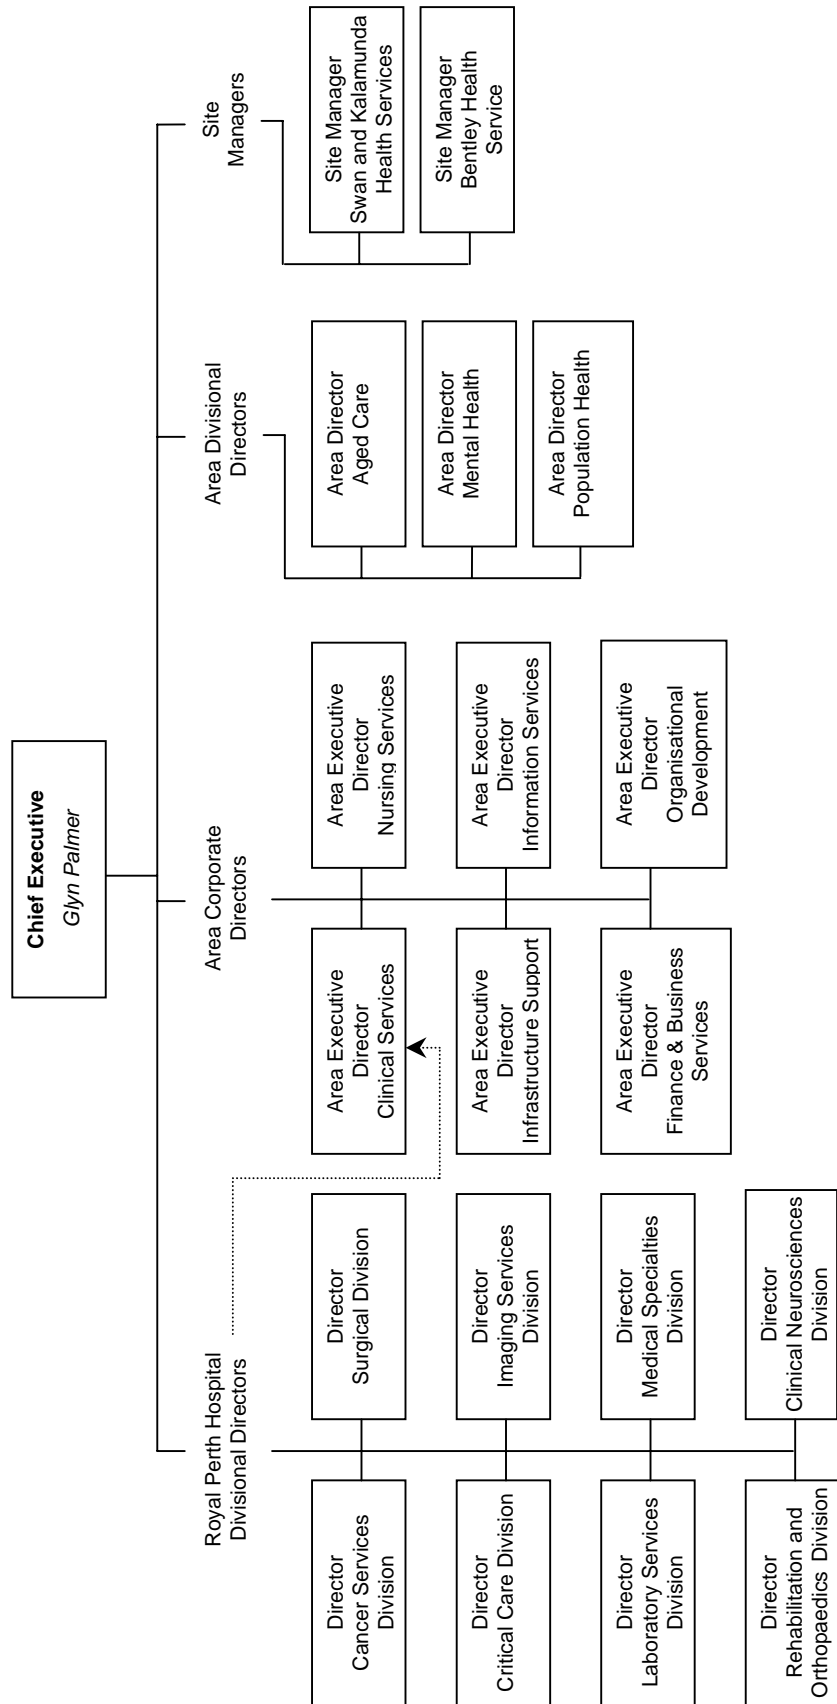 Chief Executive
Glyn Palmer
Royal Perth Hospital
Divisional Directors
Area Corporate
Directors
Area Divisional
Directors
Site
Managers
Director
Cancer Services
Division
Director
Surgical Division
Director
Critical Care Division
Director
Imaging Services
Division
Director
Laboratory Services
Division
Director
Medical Specialties
Division
Director
Rehabilitation and
Orthopaedics Division
Director
Clinical Neurosciences
Division
Area Executive
Director
Clinical Services
Area Executive
Director
Nursing Services
Area Executive
Director
Infrastructure Support
Area Executive
Director
Information Services
Area Executive
Director
Finance & Business
Services
Area Executive
Director
Organisational
Development
Area Director
Aged Care
Area Director
Mental Health
Area Director
Population Health
Site Manager
Swan and Kalamunda
Health Services
Site Manager
Bentley Health
Service